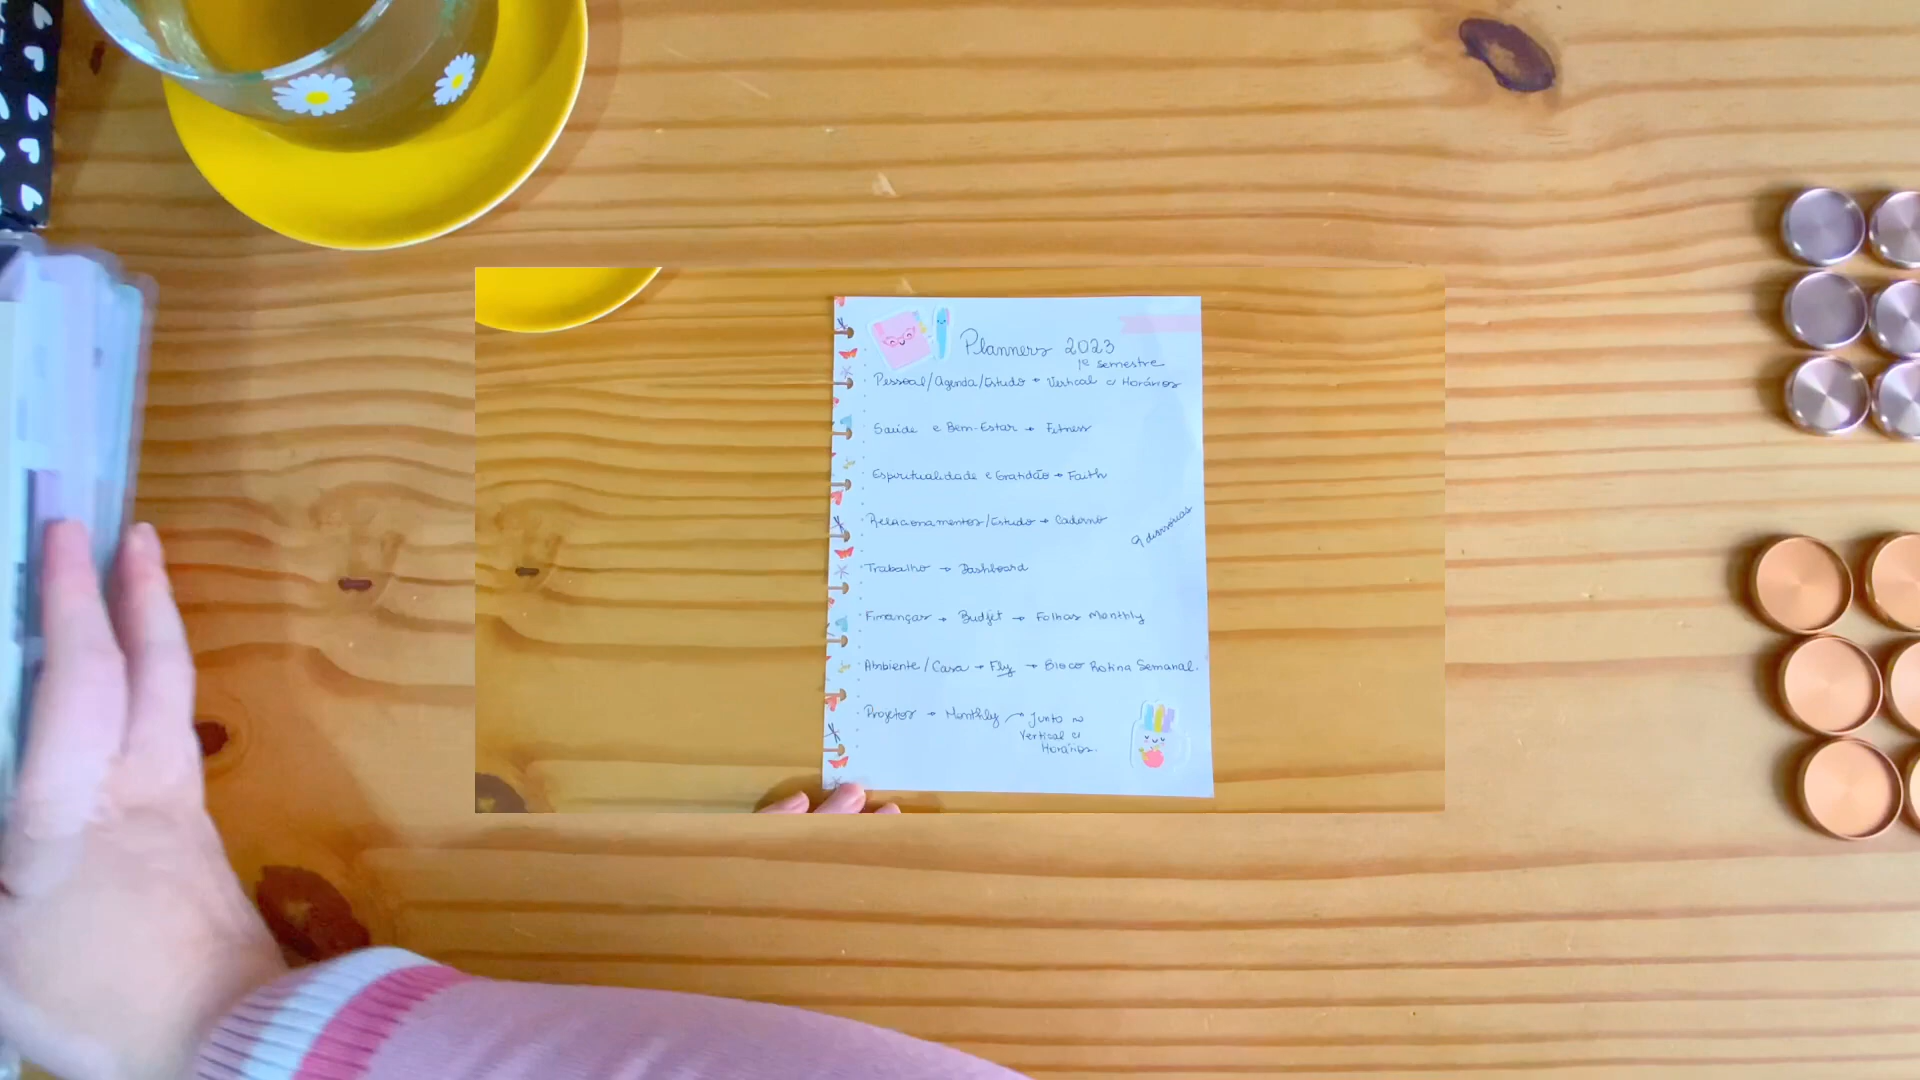 Planners 2023
1º semestre
Pessoal/Agenda/Estudo → Vertical c/ Horários
Saúde e Bem-Estar → Fitness
Espiritualidade e Gratidão → Faith
Relacionamentos/Estudo → Caderno
9 divisórias
Trabalho → Dashboard
Finanças → Budjet → Folhas Monthly
Ambiente/Casa → Fly → Bloco Rotina Semanal.
Projetos → Monthly → Junto no
Vertical c/
Horários.